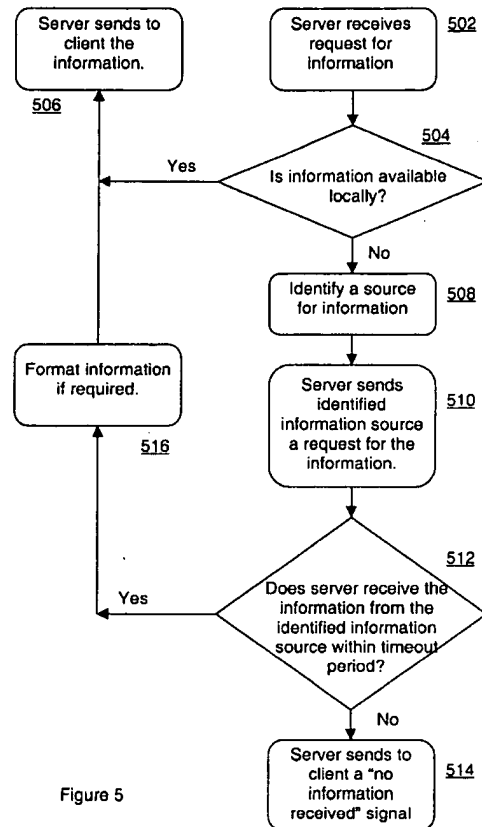 Server sends to
client the
information.
506
Server receives
request for
information
502
504
Is information available
locally?
Yes
No
Identify a source
for information
508
Format information
if required.
516
Server sends
identified
information source
a request for the
information.
510
512
Does server receive the
information from the
identified information
source within timeout
period?
Yes
No
Server sends to
client a "no
information
received" signal
514
Figure 5